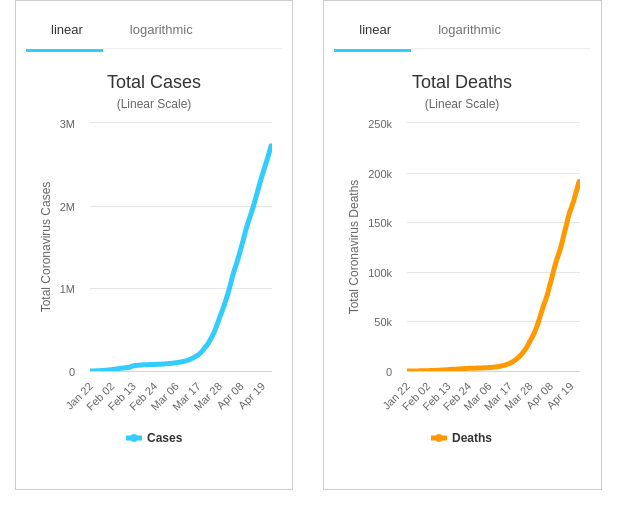 linear
logarithmic
Total Cases
(Linear Scale)
Total Coronavirus Cases
3M
2M
1M
0
Jan 22
Feb 02
Feb 13
Feb 24
Mar 06
Mar 17
Mar 28
Apr 08
Apr 19
Cases
linear
logarithmic
Total Deaths
(Linear Scale)
Total Coronavirus Deaths
250k
200k
150k
100k
50k
0
Jan 22
Feb 02
Feb 13
Feb 24
Mar 06
Mar 17
Mar 28
Apr 08
Apr 19
Deaths